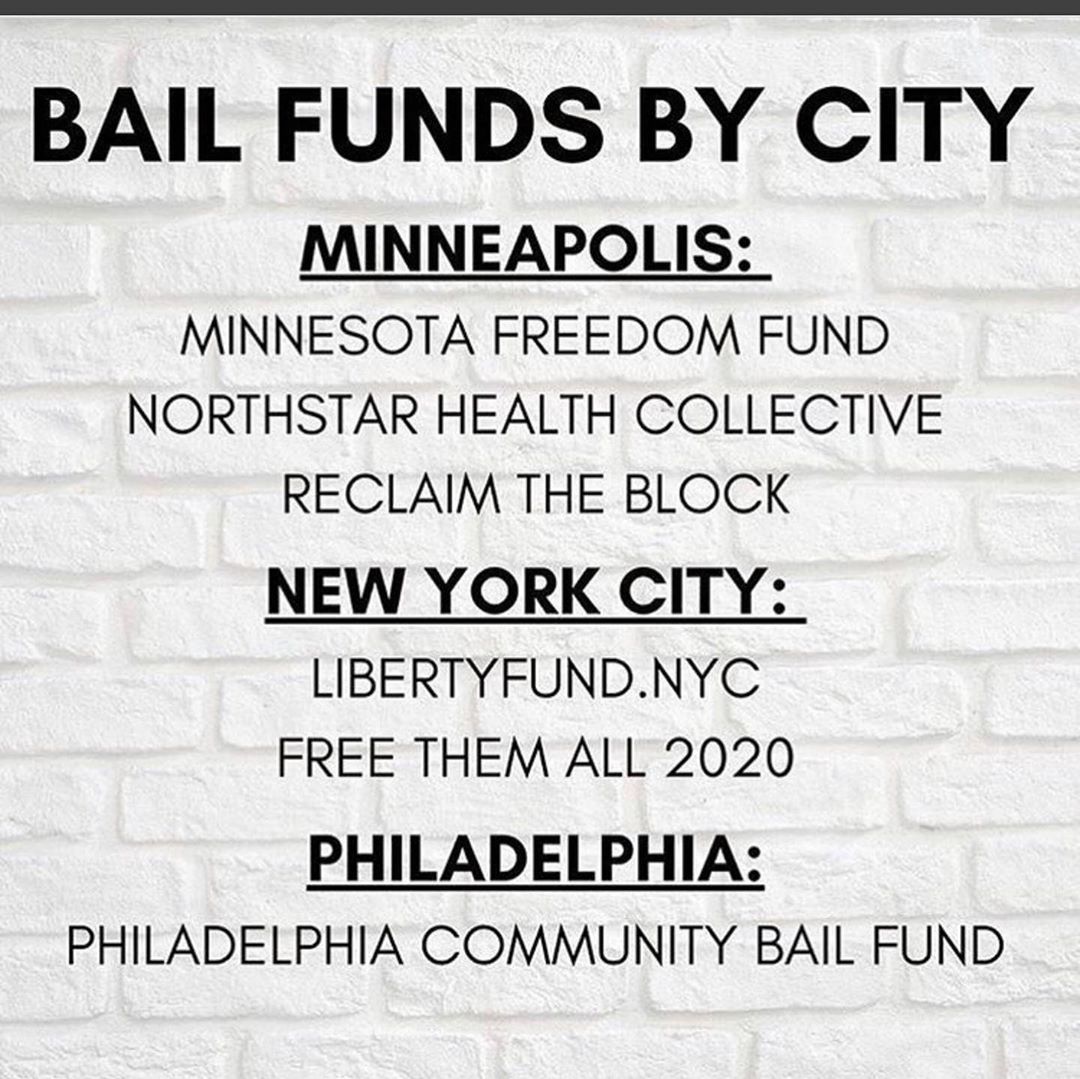 BAIL FUNDS BY CITY
MINNEAPOLIS:
MINNESOTA FREEDOM FUND
NORTHSTAR HEALTH COLLECTIVE
RECLAIM THE BLOCK
NEW YORK CITY:
LIBERTYFUND.NYC
FREE THEM ALL 2020
PHILADELPHIA:
PHILADELPHIA COMMUNITY BAIL FUND